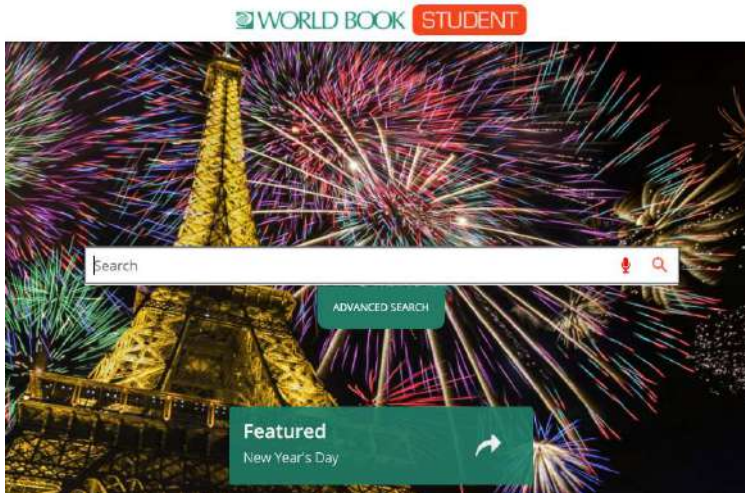 WORLD BOOK STUDENT
Search
ADVANCED SEARCH
Featured
New Year's Day